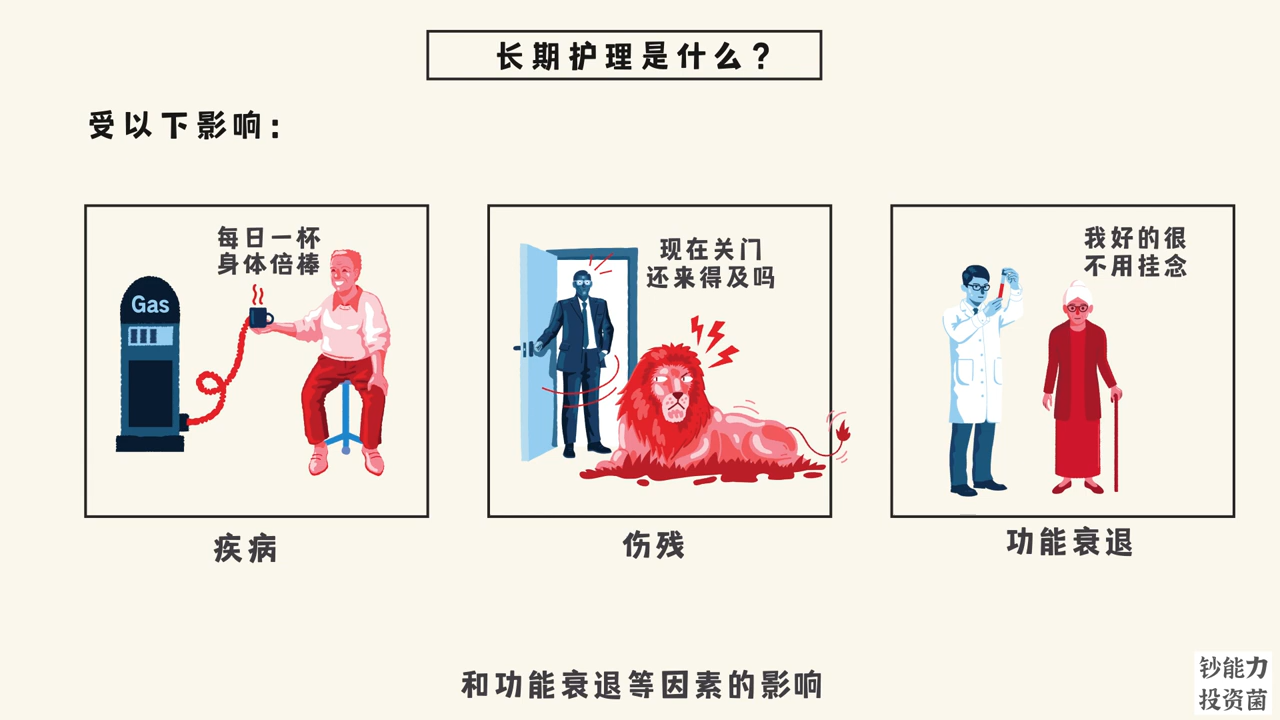 长期护理是什么？
受以下影响：
每日一杯
身体倍棒
Gas
疾病
现在关门
还来得及吗
伤残
我好的很
不用挂念
功能衰退
和功能衰退等因素的影响
钞能力
投资菌